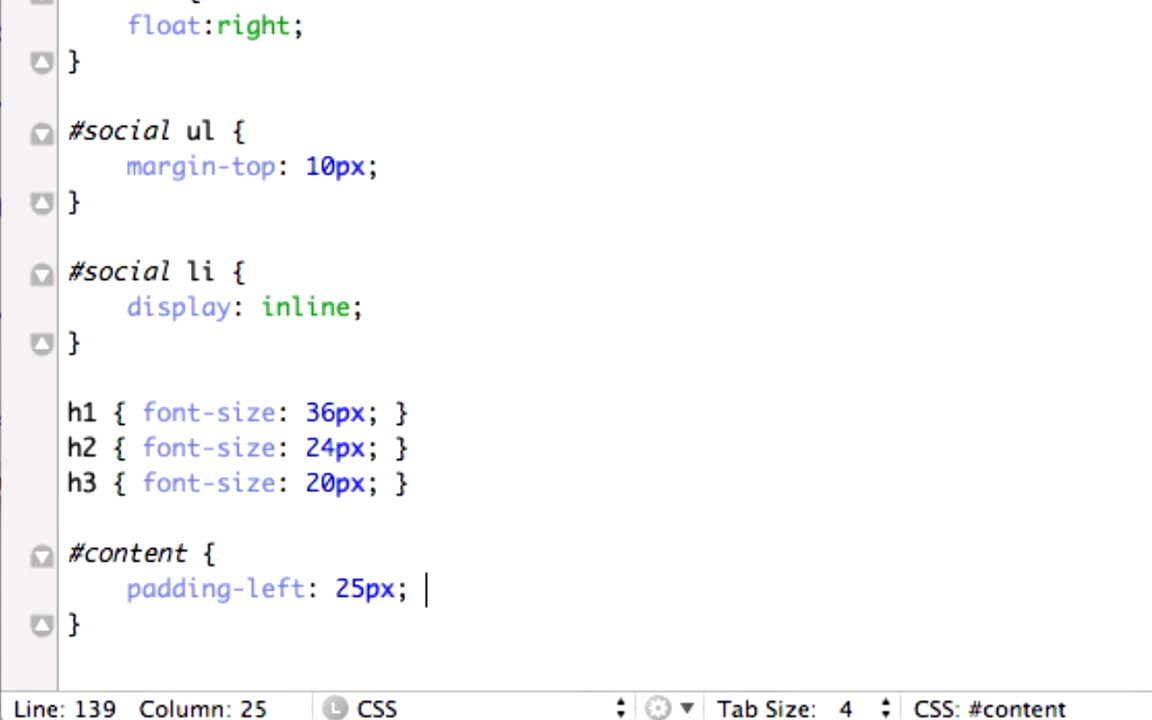 float:right;
}
#social ul {
margin-top: 10px;
}
#social li {
display: inline;
}
h1 { font-size: 36px; }
h2 { font-size: 24px; }
h3 { font-size: 20px; }
#content {
padding-left: 25px;
}
Line: 139 Column: 25 L CSS Tab Size: 4 CSS: #content